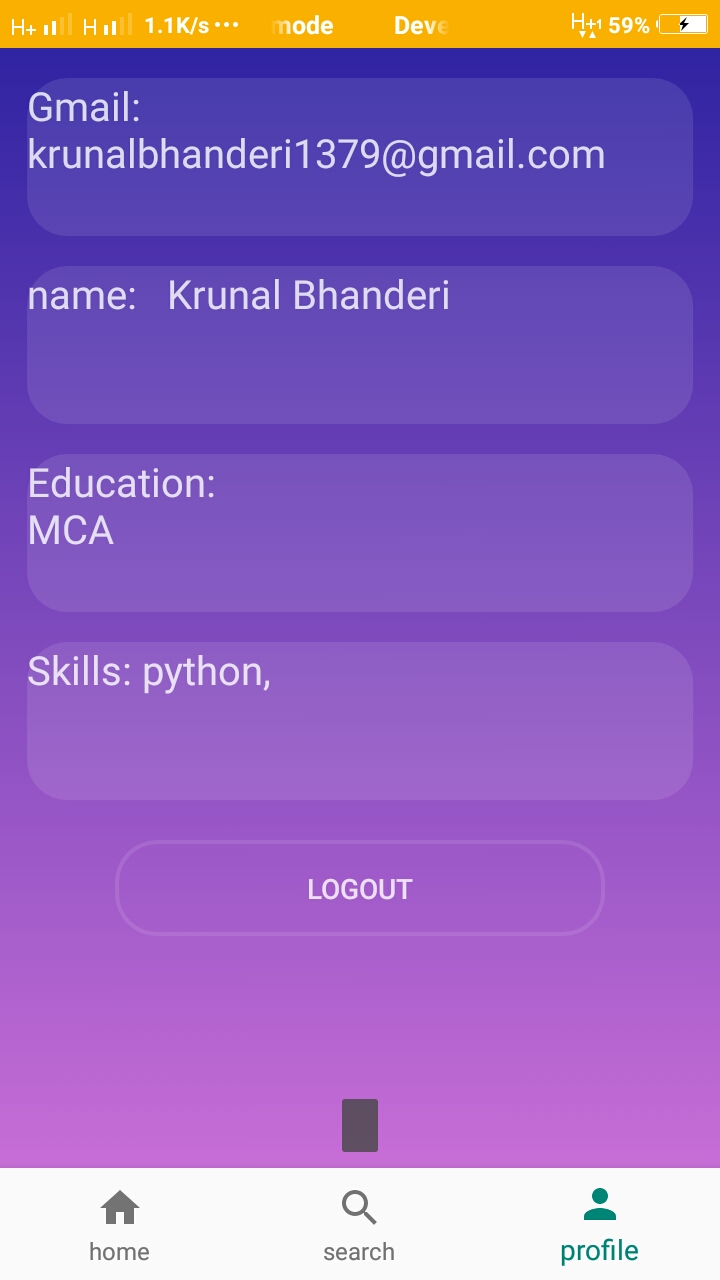 H+ H 1.1K/s ··· mode Deve H+1 59%
Gmail:
krunalbhanderi1379@gmail.com
name: Krunal Bhanderi
Education:
MCA
Skills: python,
LOGOUT
home search profile